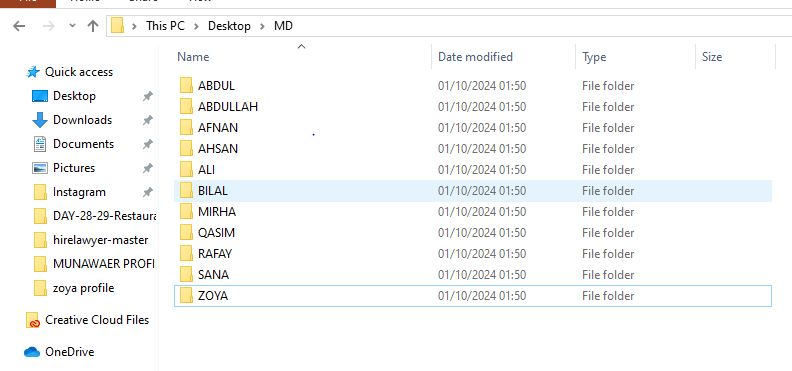 This PC > Desktop > MD
Name Date modified Type Size
Quick access
Desktop
Downloads
Documents
Pictures
Instagram
DAY-28-29-Restaura
hirelawyer-master
MUNAWAER PROFI
zoya profile
Creative Cloud Files
OneDrive
ABDUL 01/10/2024 01:50 File folder
ABDULLAH 01/10/2024 01:50 File folder
AFNAN 01/10/2024 01:50 File folder
AHSAN 01/10/2024 01:50 File folder
ALI 01/10/2024 01:50 File folder
BILAL 01/10/2024 01:50 File folder
MIRHA 01/10/2024 01:50 File folder
QASIM 01/10/2024 01:50 File folder
RAFAY 01/10/2024 01:50 File folder
SANA 01/10/2024 01:50 File folder
ZOYA 01/10/2024 01:50 File folder